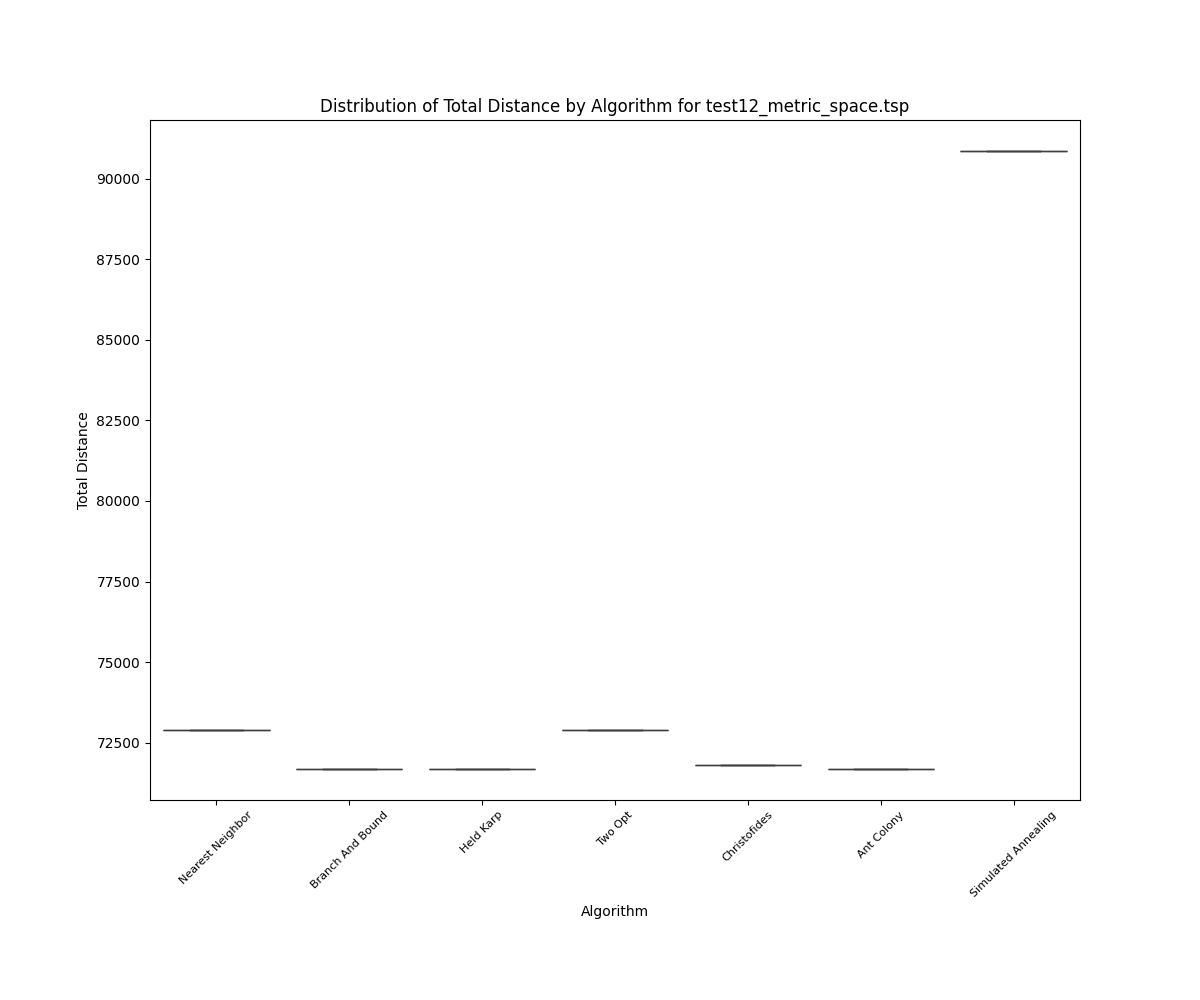 Distribution of Total Distance by Algorithm for test12_metric_space.tsp
90000
87500
85000
82500
80000
77500
75000
72500
Total Distance
Nearest Neighbor
Branch And Bound
Held Karp
Two Opt
Christofides
Ant Colony
Simulated Annealing
Algorithm